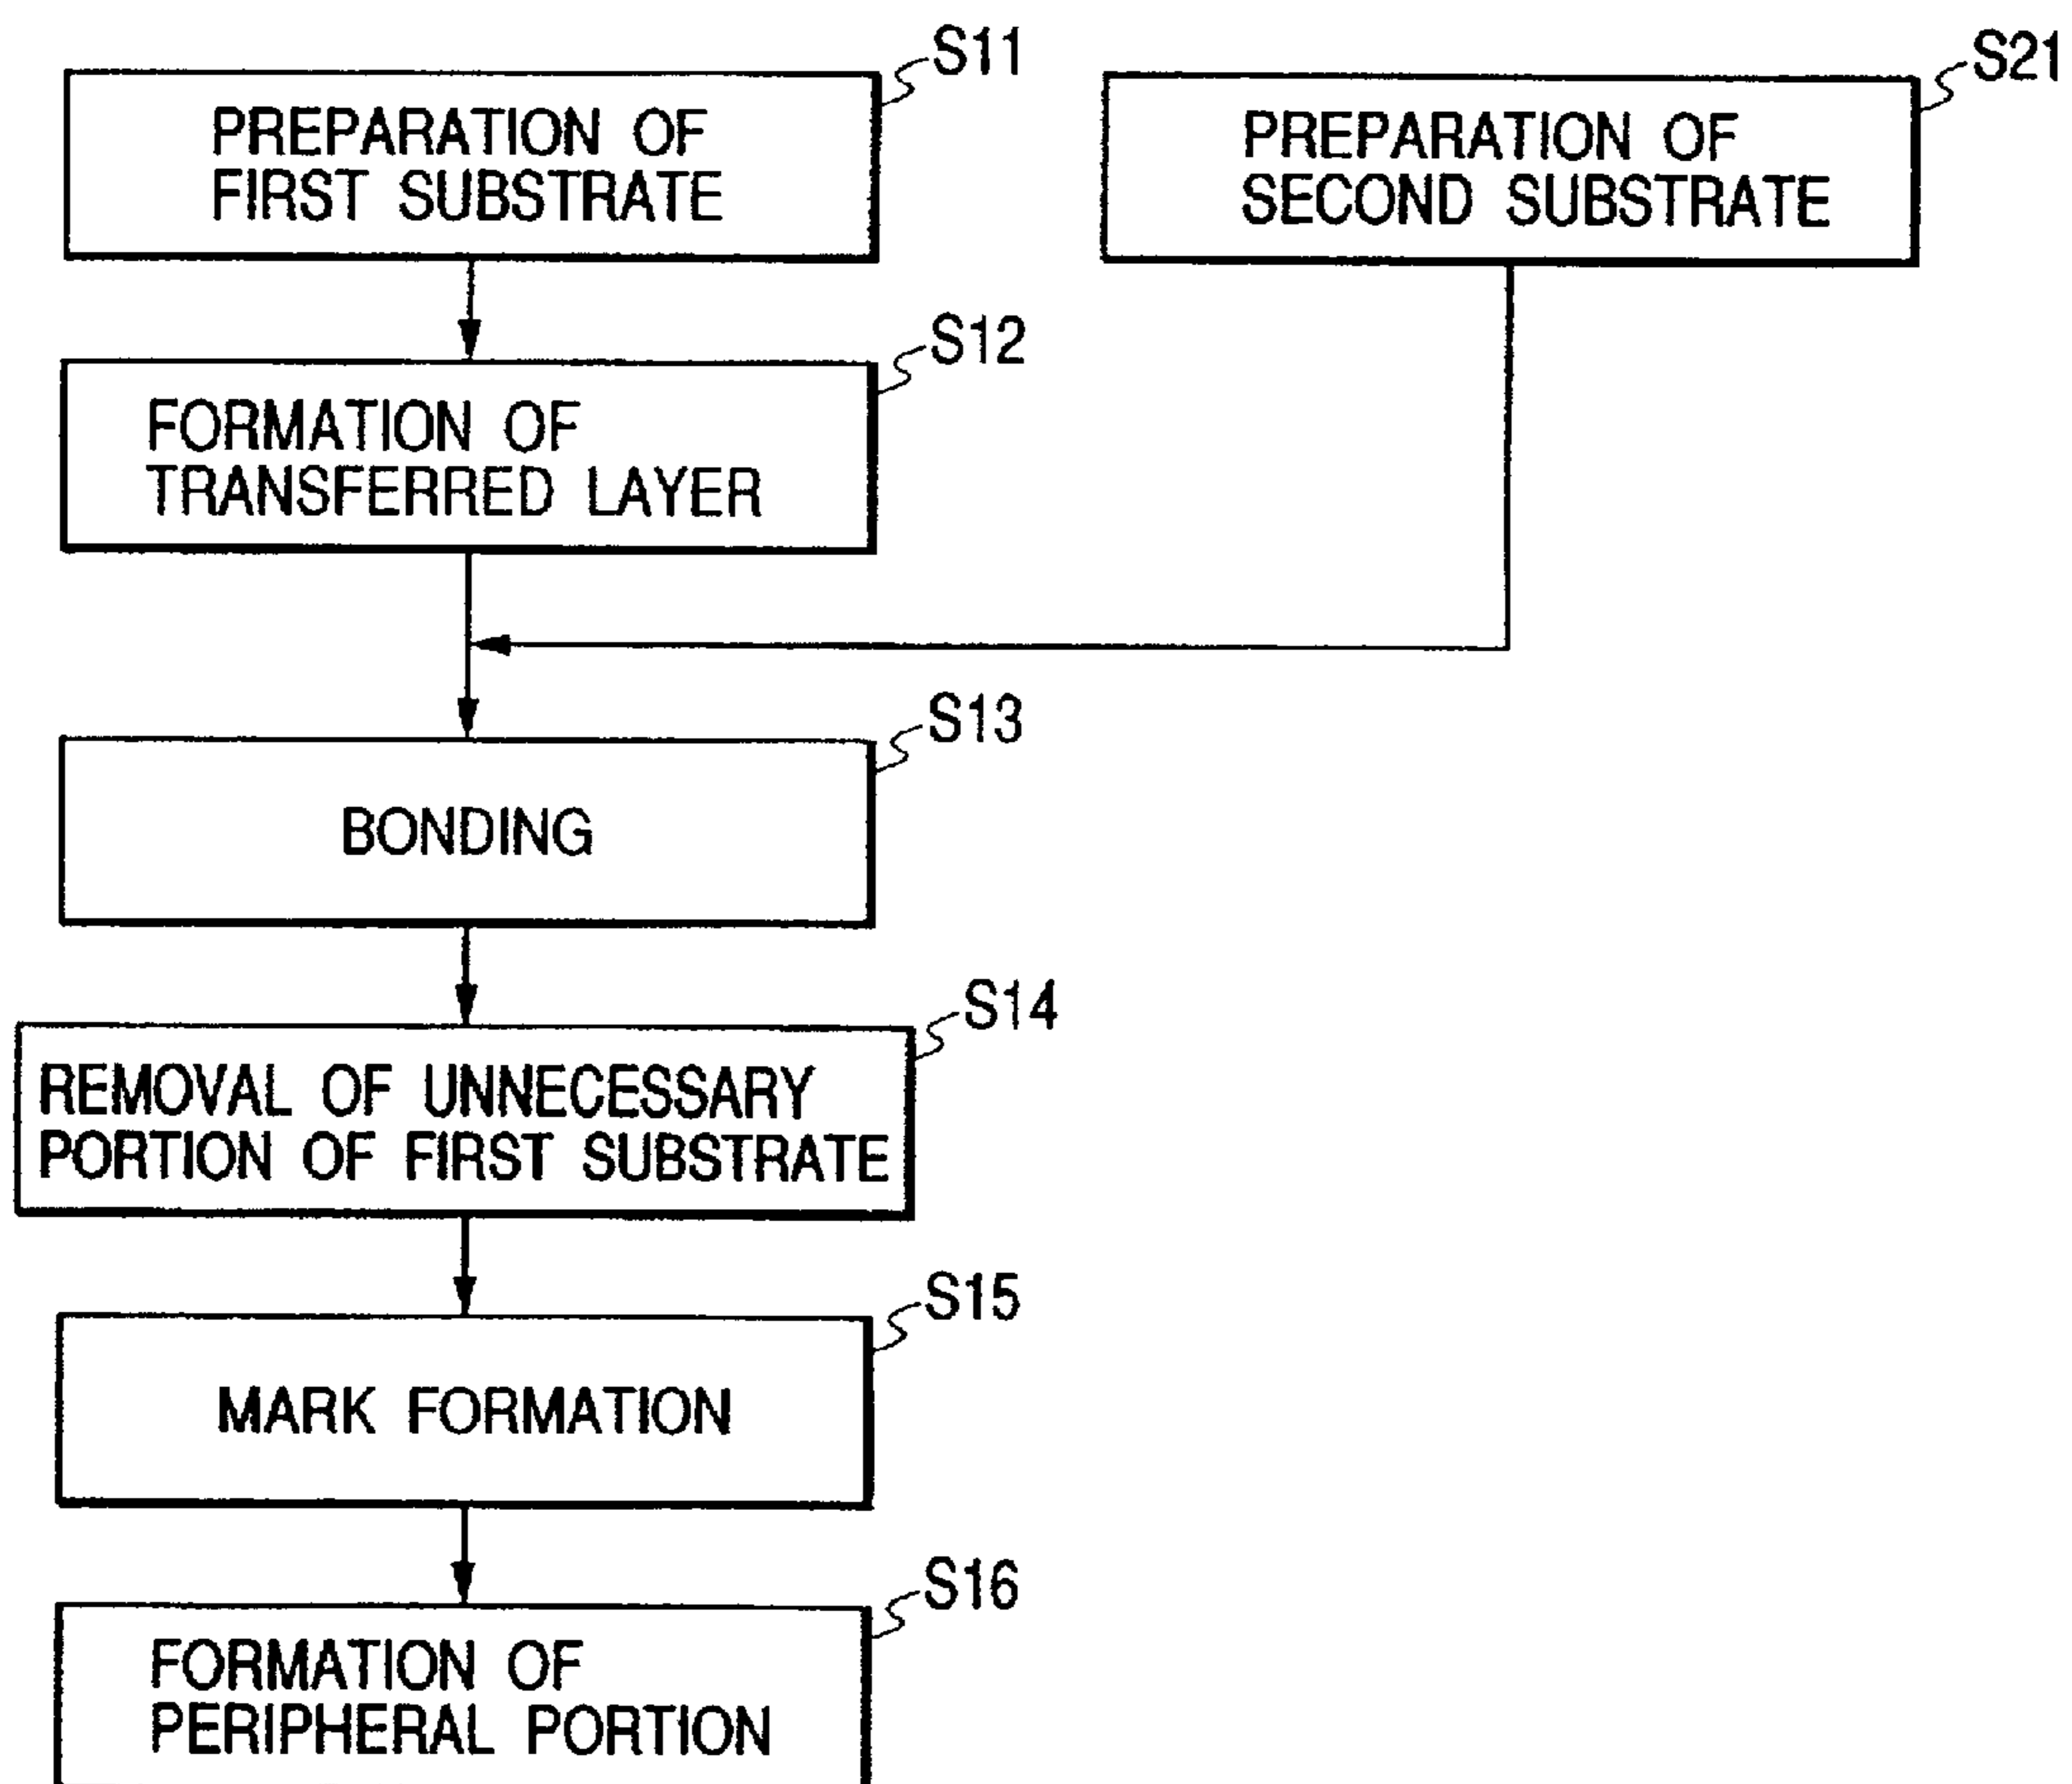 S11
PREPARATION OF
FIRST SUBSTRATE
S21
PREPARATION OF
SECOND SUBSTRATE
S12
FORMATION OF
TRANSFERRED LAYER
S13
BONDING
S14
REMOVAL OF UNNECESSARY
PORTION OF FIRST SUBSTRATE
S15
MARK FORMATION
S16
FORMATION OF
PERIPHERAL PORTION